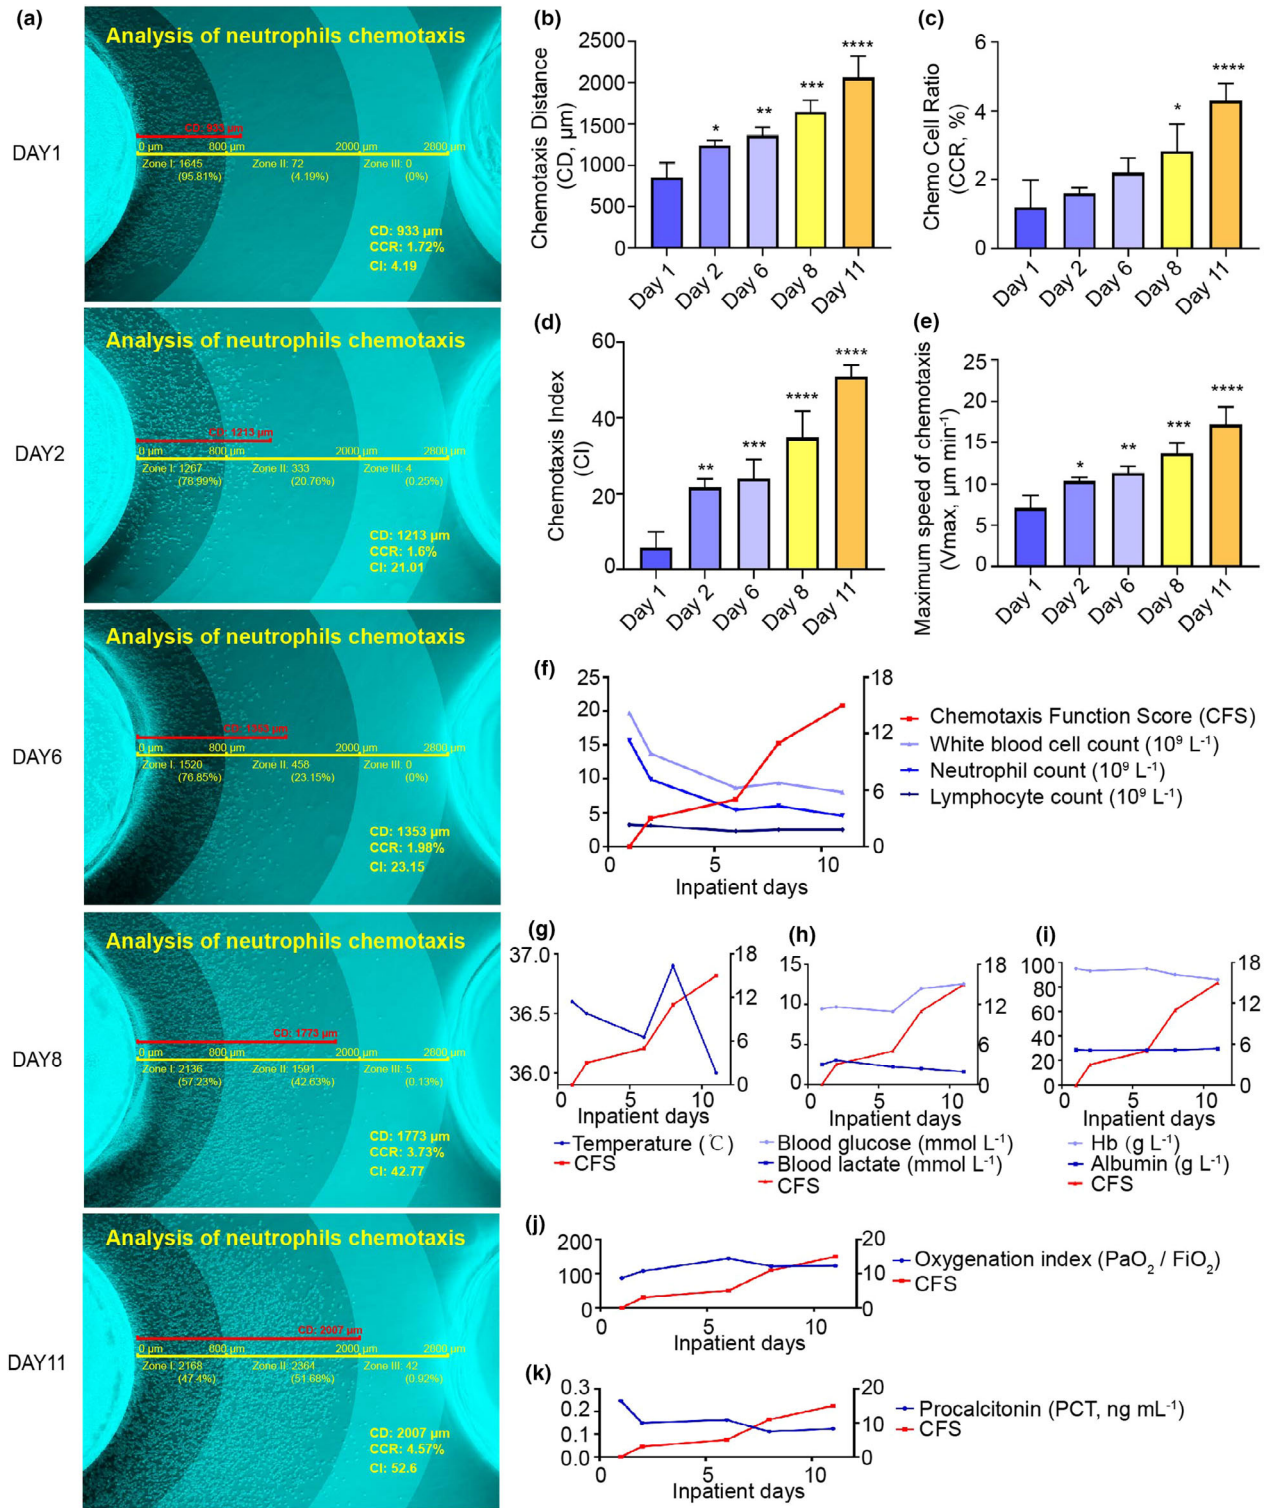 (a)
Analysis of neutrophils chemotaxis
DAY1
CD: 933 µm
0 µm 800 µm 2000 µm 2800 µm
Zone I: 1645 Zone II: 72 Zone III: 0
(95.81%) (4.19%) (0%)
CD: 933 µm
CCR: 1.72%
CI: 4.19
Analysis of neutrophils chemotaxis
DAY2
CD: 1213 µm
0 µm 800 µm 2000 µm 2800 µm
Zone I: 1267 Zone II: 333 Zone III: 4
(78.99%) (20.76%) (0.25%)
CD: 1213 µm
CCR: 1.6%
CI: 21.01
Analysis of neutrophils chemotaxis
DAY6
CD: 1353 µm
0 µm 800 µm 2000 µm 2800 µm
Zone I: 1520 Zone II: 458 Zone III: 0
(76.85%) (23.15%) (0%)
CD: 1353 µm
CCR: 1.98%
CI: 23.15
Analysis of neutrophils chemotaxis
DAY8
CD: 1773 µm
0 µm 800 µm 2000 µm 2800 µm
Zone I: 2136 Zone II: 1591 Zone III: 5
(57.23%) (42.63%) (0.13%)
CD: 1773 µm
CCR: 3.73%
CI: 42.77
Analysis of neutrophils chemotaxis
DAY11
CD: 2007 µm
0 µm 800 µm 2000 µm 2800 µm
Zone I: 2168 Zone II: 2364 Zone III: 42
(47.4%) (51.68%) (0.92%)
CD: 2007 µm
CCR: 4.57%
CI: 52.6
(b)
Chemotaxis Distance
(CD, µm)
2500
2000
1500
1000
500
0
* ** *** ****
Day 1 Day 2 Day 6 Day 8 Day 11
(c)
Chemo Cell Ratio
(CCR, %)
6
4
2
0
* ****
Day 1 Day 2 Day 6 Day 8 Day 11
(d)
Chemotaxis Index
(CI)
60
40
20
0
** *** **** ****
Day 1 Day 2 Day 6 Day 8 Day 11
(e)
Maximum speed of chemotaxis
(Vmax, µm min⁻¹)
25
20
15
10
5
0
* ** *** ****
Day 1 Day 2 Day 6 Day 8 Day 11
(f)
25 18
20
15 12
10
5 6
0 0
0 5 10
Inpatient days
Chemotaxis Function Score (CFS)
White blood cell count (10⁹ L⁻¹)
Neutrophil count (10⁹ L⁻¹)
Lymphocyte count (10⁹ L⁻¹)
(g)
37.0 18
12
36.5
6
36.0 0
0 5 10
Inpatient days
Temperature (℃)
CFS
(h)
15 18
10 12
5 6
0 0
0 5 10
Inpatient days
Blood glucose (mmol L⁻¹)
Blood lactate (mmol L⁻¹)
CFS
(i)
100 18
80
60 12
40 6
20
0 0
0 5 10
Inpatient days
Hb (g L⁻¹)
Albumin (g L⁻¹)
CFS
(j)
200 20
100 10
0 0
0 5 10
Inpatient days
Oxygenation index (PaO₂ / FiO₂)
CFS
(k)
0.3 20
0.2
0.1 10
0.0 0
0 5 10
Inpatient days
Procalcitonin (PCT, ng mL⁻¹)
CFS